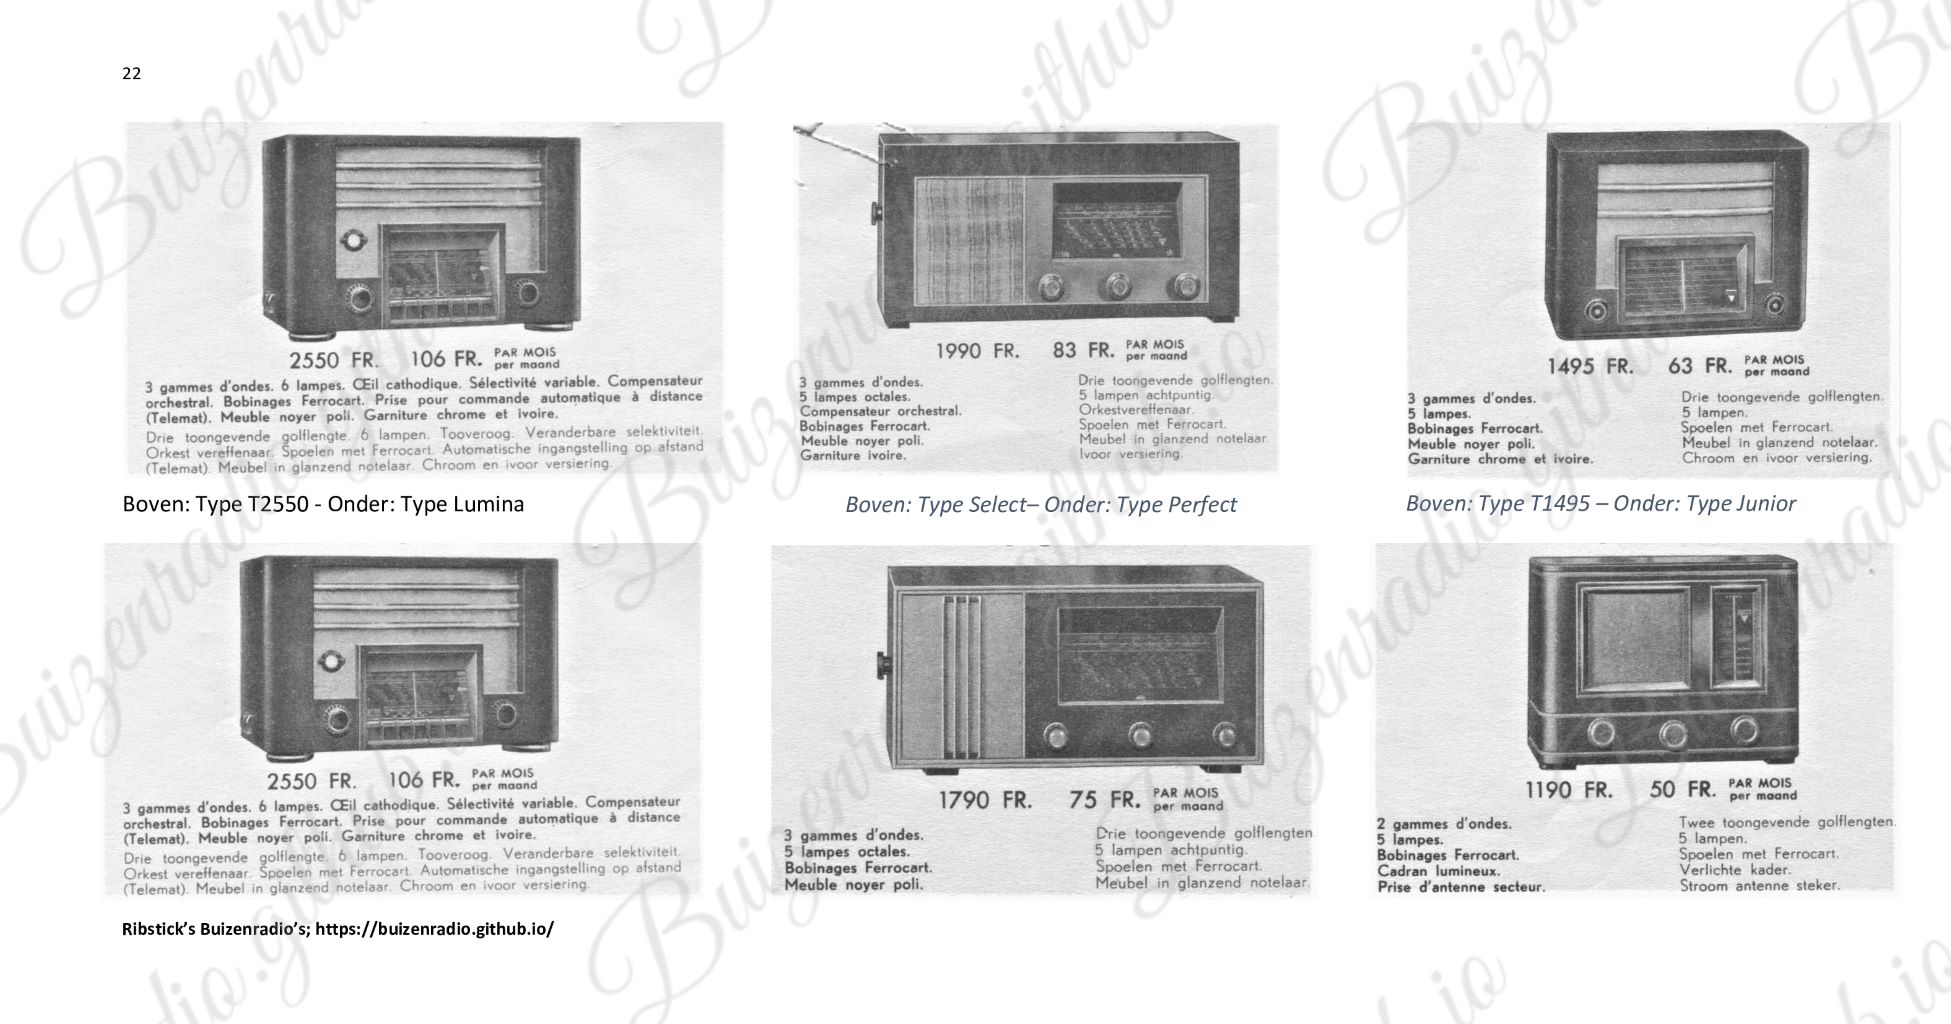 22
2550 FR. 106 FR. PAR MOIS
per maand
3 gammes d'ondes. 6 lampes. Œil cathodique. Sélectivité variable. Compensateur
orchestral. Bobinages Ferrocart. Prise pour commande automatique à distance
(Telemat). Meuble noyer poli. Garniture chrome et ivoire.
Drie toongevende golflengte. 6 lampen. Tooveroog. Veranderbare selektiviteit.
Orkest vereffenaar. Spoelen met Ferrocart. Automatische ingangstelling op afstand
(Telemat). Meubel in glanzend notelaar. Chroom en ivoor versiering.
Boven: Type T2550 - Onder: Type Lumina
1990 FR. 83 FR. PAR MOIS
per maand
3 gammes d'ondes.
5 lampes octales.
Compensateur orchestral.
Bobinages Ferrocart.
Meuble noyer poli.
Garniture ivoire.
Drie toongevende golflengten.
5 lampen achtpuntig.
Orkestvereffenaar.
Spoelen met Ferrocart.
Meubel in glanzend notelaar.
Ivoor versiering.
Boven: Type Select– Onder: Type Perfect
1495 FR. 63 FR. PAR MOIS
per maand
3 gammes d'ondes.
5 lampes.
Bobinages Ferrocart.
Meuble noyer poli.
Garniture chrome et ivoire.
Drie toongevende golflengten.
5 lampen.
Spoelen met Ferrocart.
Meubel in glanzend notelaar.
Chroom en ivoor versiering.
Boven: Type T1495 – Onder: Type Junior
2550 FR. 106 FR. PAR MOIS
per maand
3 gammes d'ondes. 6 lampes. Œil cathodique. Sélectivité variable. Compensateur
orchestral. Bobinages Ferrocart. Prise pour commande automatique à distance
(Telemat). Meuble noyer poli. Garniture chrome et ivoire.
Drie toongevende golflengte. 6 lampen. Tooveroog. Veranderbare selektiviteit.
Orkest vereffenaar. Spoelen met Ferrocart. Automatische ingangstelling op afstand
(Telemat). Meubel in glanzend notelaar. Chroom en ivoor versiering.
1790 FR. 75 FR. PAR MOIS
per maand
3 gammes d'ondes.
5 lampes octales.
Bobinages Ferrocart.
Meuble noyer poli.
Drie toongevende golflengten.
5 lampen achtpuntig.
Spoelen met Ferrocart.
Meubel in glanzend notelaar.
1190 FR. 50 FR. PAR MOIS
per maand
2 gammes d'ondes.
5 lampes.
Bobinages Ferrocart.
Cadran lumineux.
Prise d'antenne secteur.
Twee toongevende golflengten.
5 lampen.
Spoelen met Ferrocart.
Verlichte kader.
Stroom antenne steker.
Ribstick's Buizenradio's; https://buizenradio.github.io/
Buizenradio.github.io